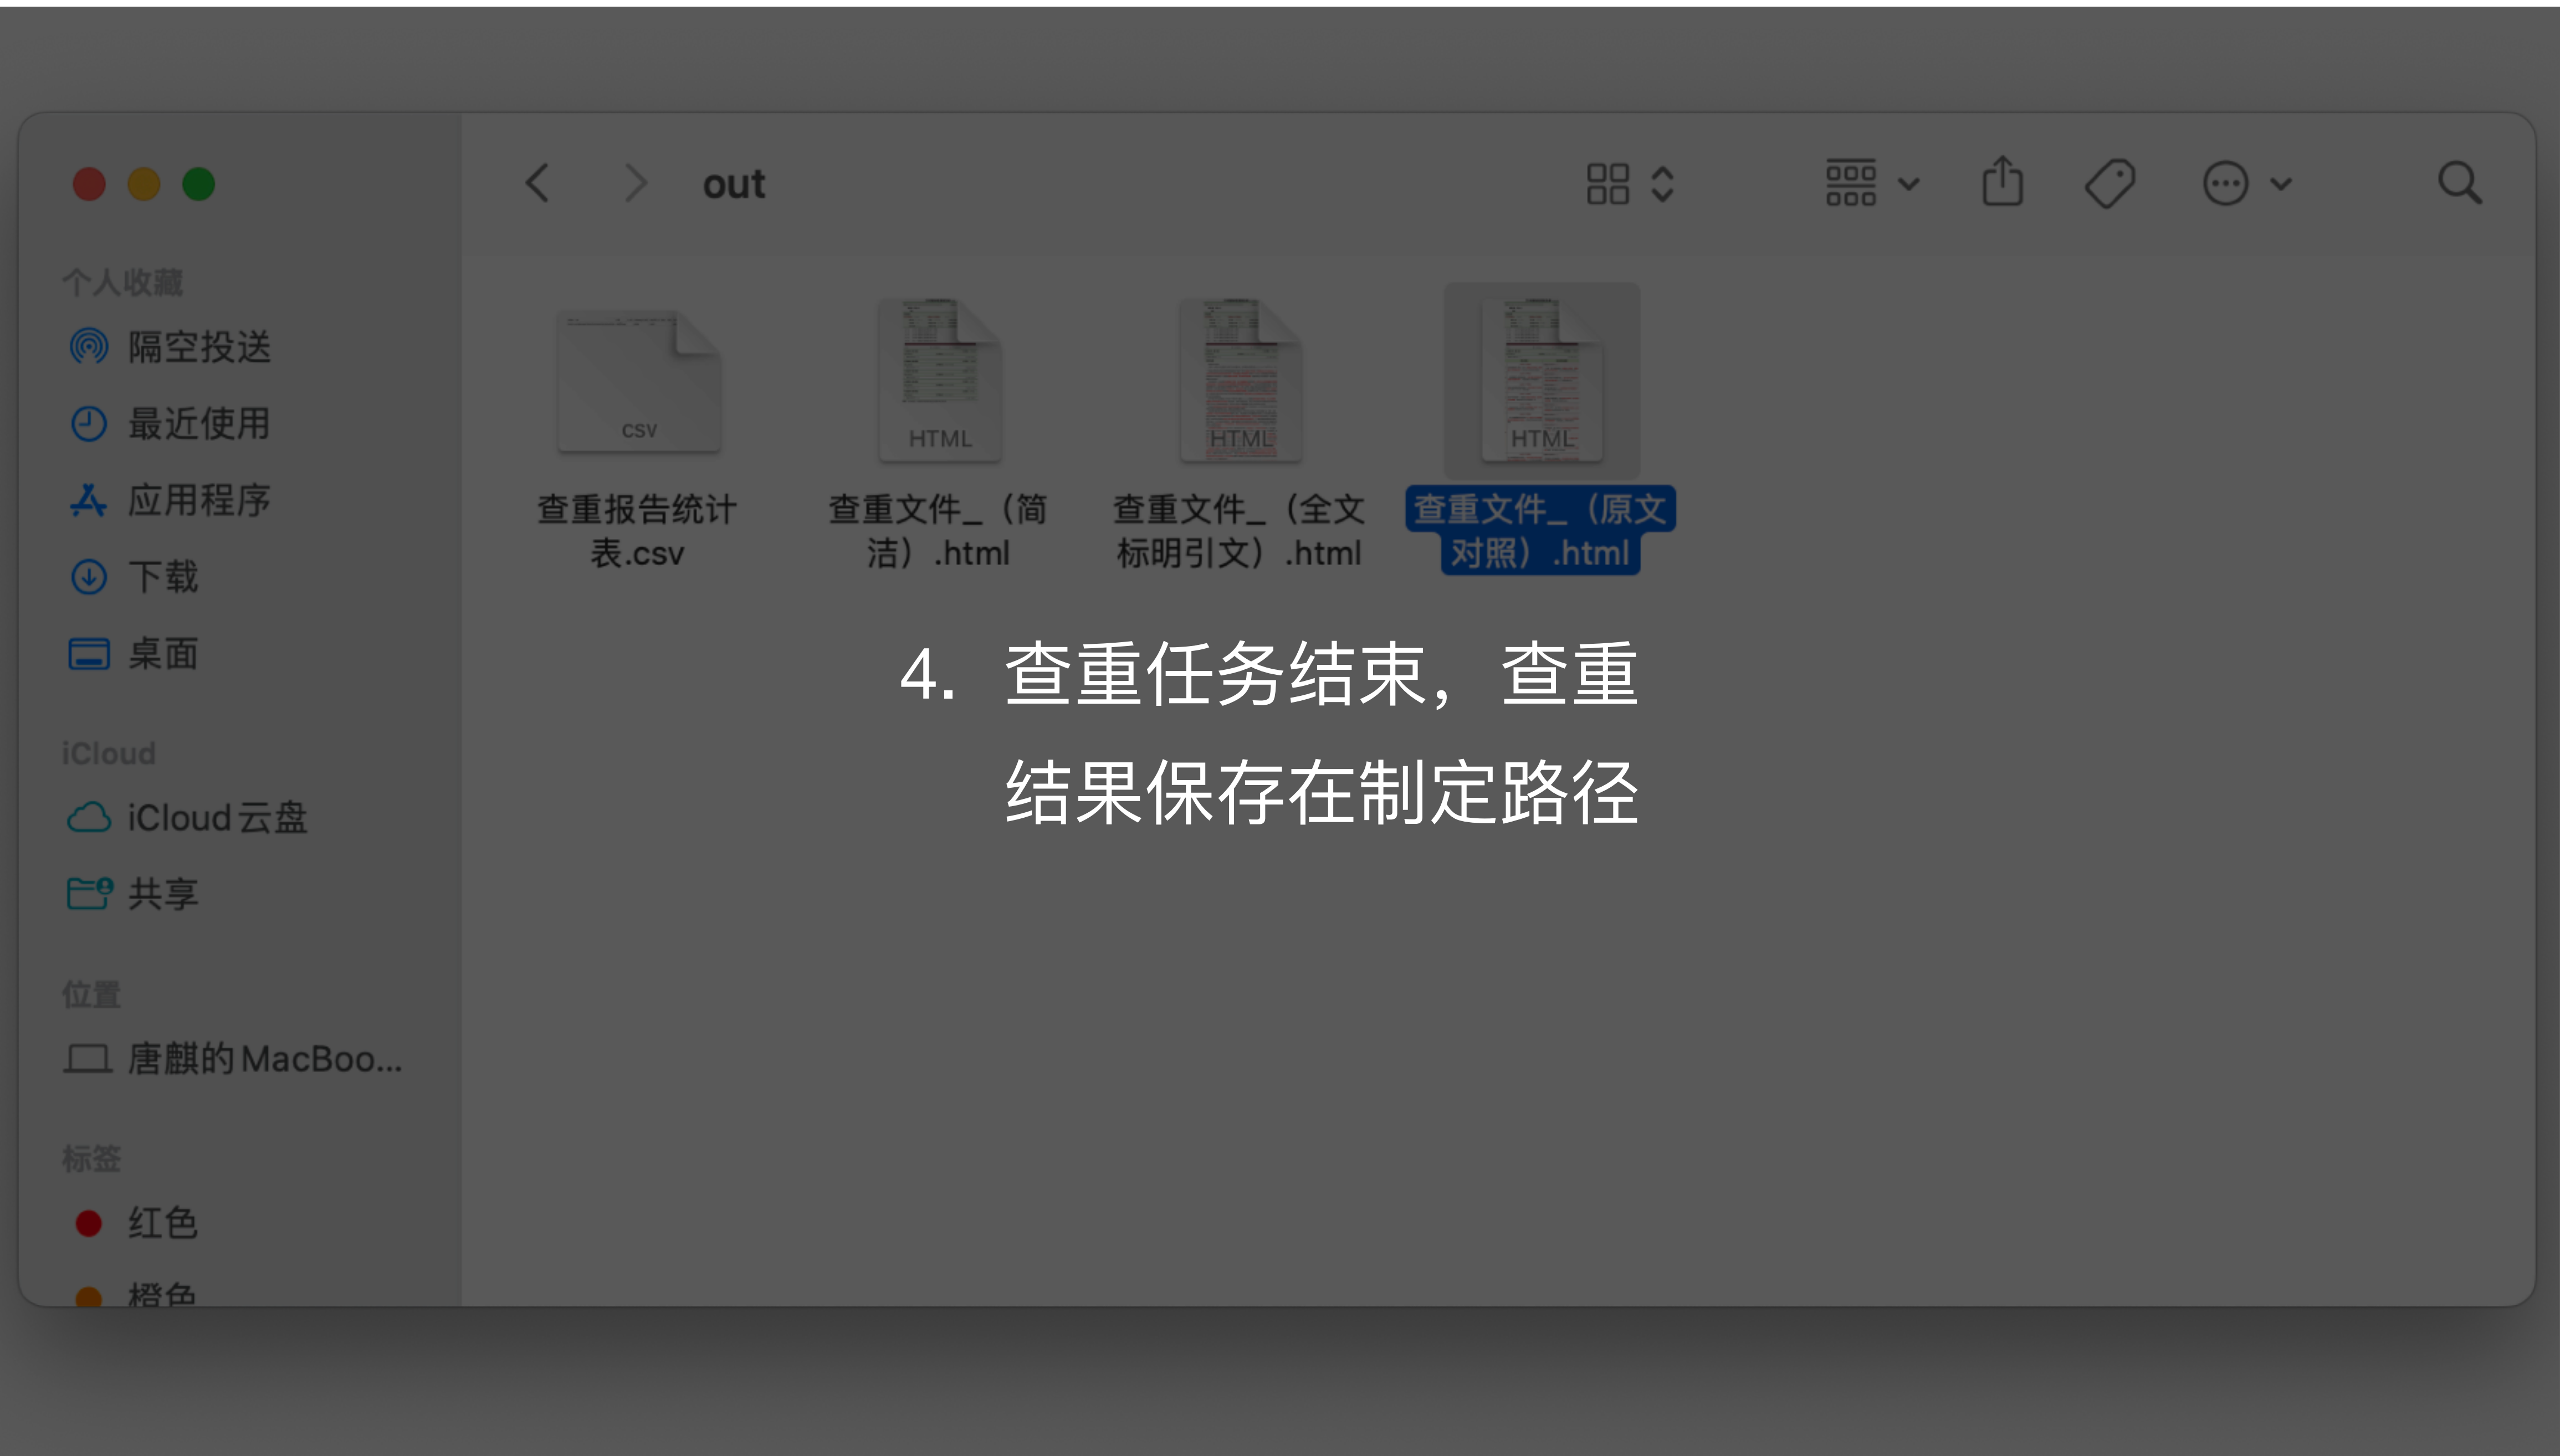 out
个人收藏
隔空投送
最近使用
应用程序
下载
桌面
iCloud
iCloud云盘
共享
位置
唐麒的MacBoo...
标签
红色
橙色
CSV
查重报告统计
表.csv
HTML
查重文件_（简
洁）.html
HTML
查重文件_（全文
标明引文）.html
HTML
查重文件_（原文
对照）.html
4. 查重任务结束，查重
结果保存在制定路径